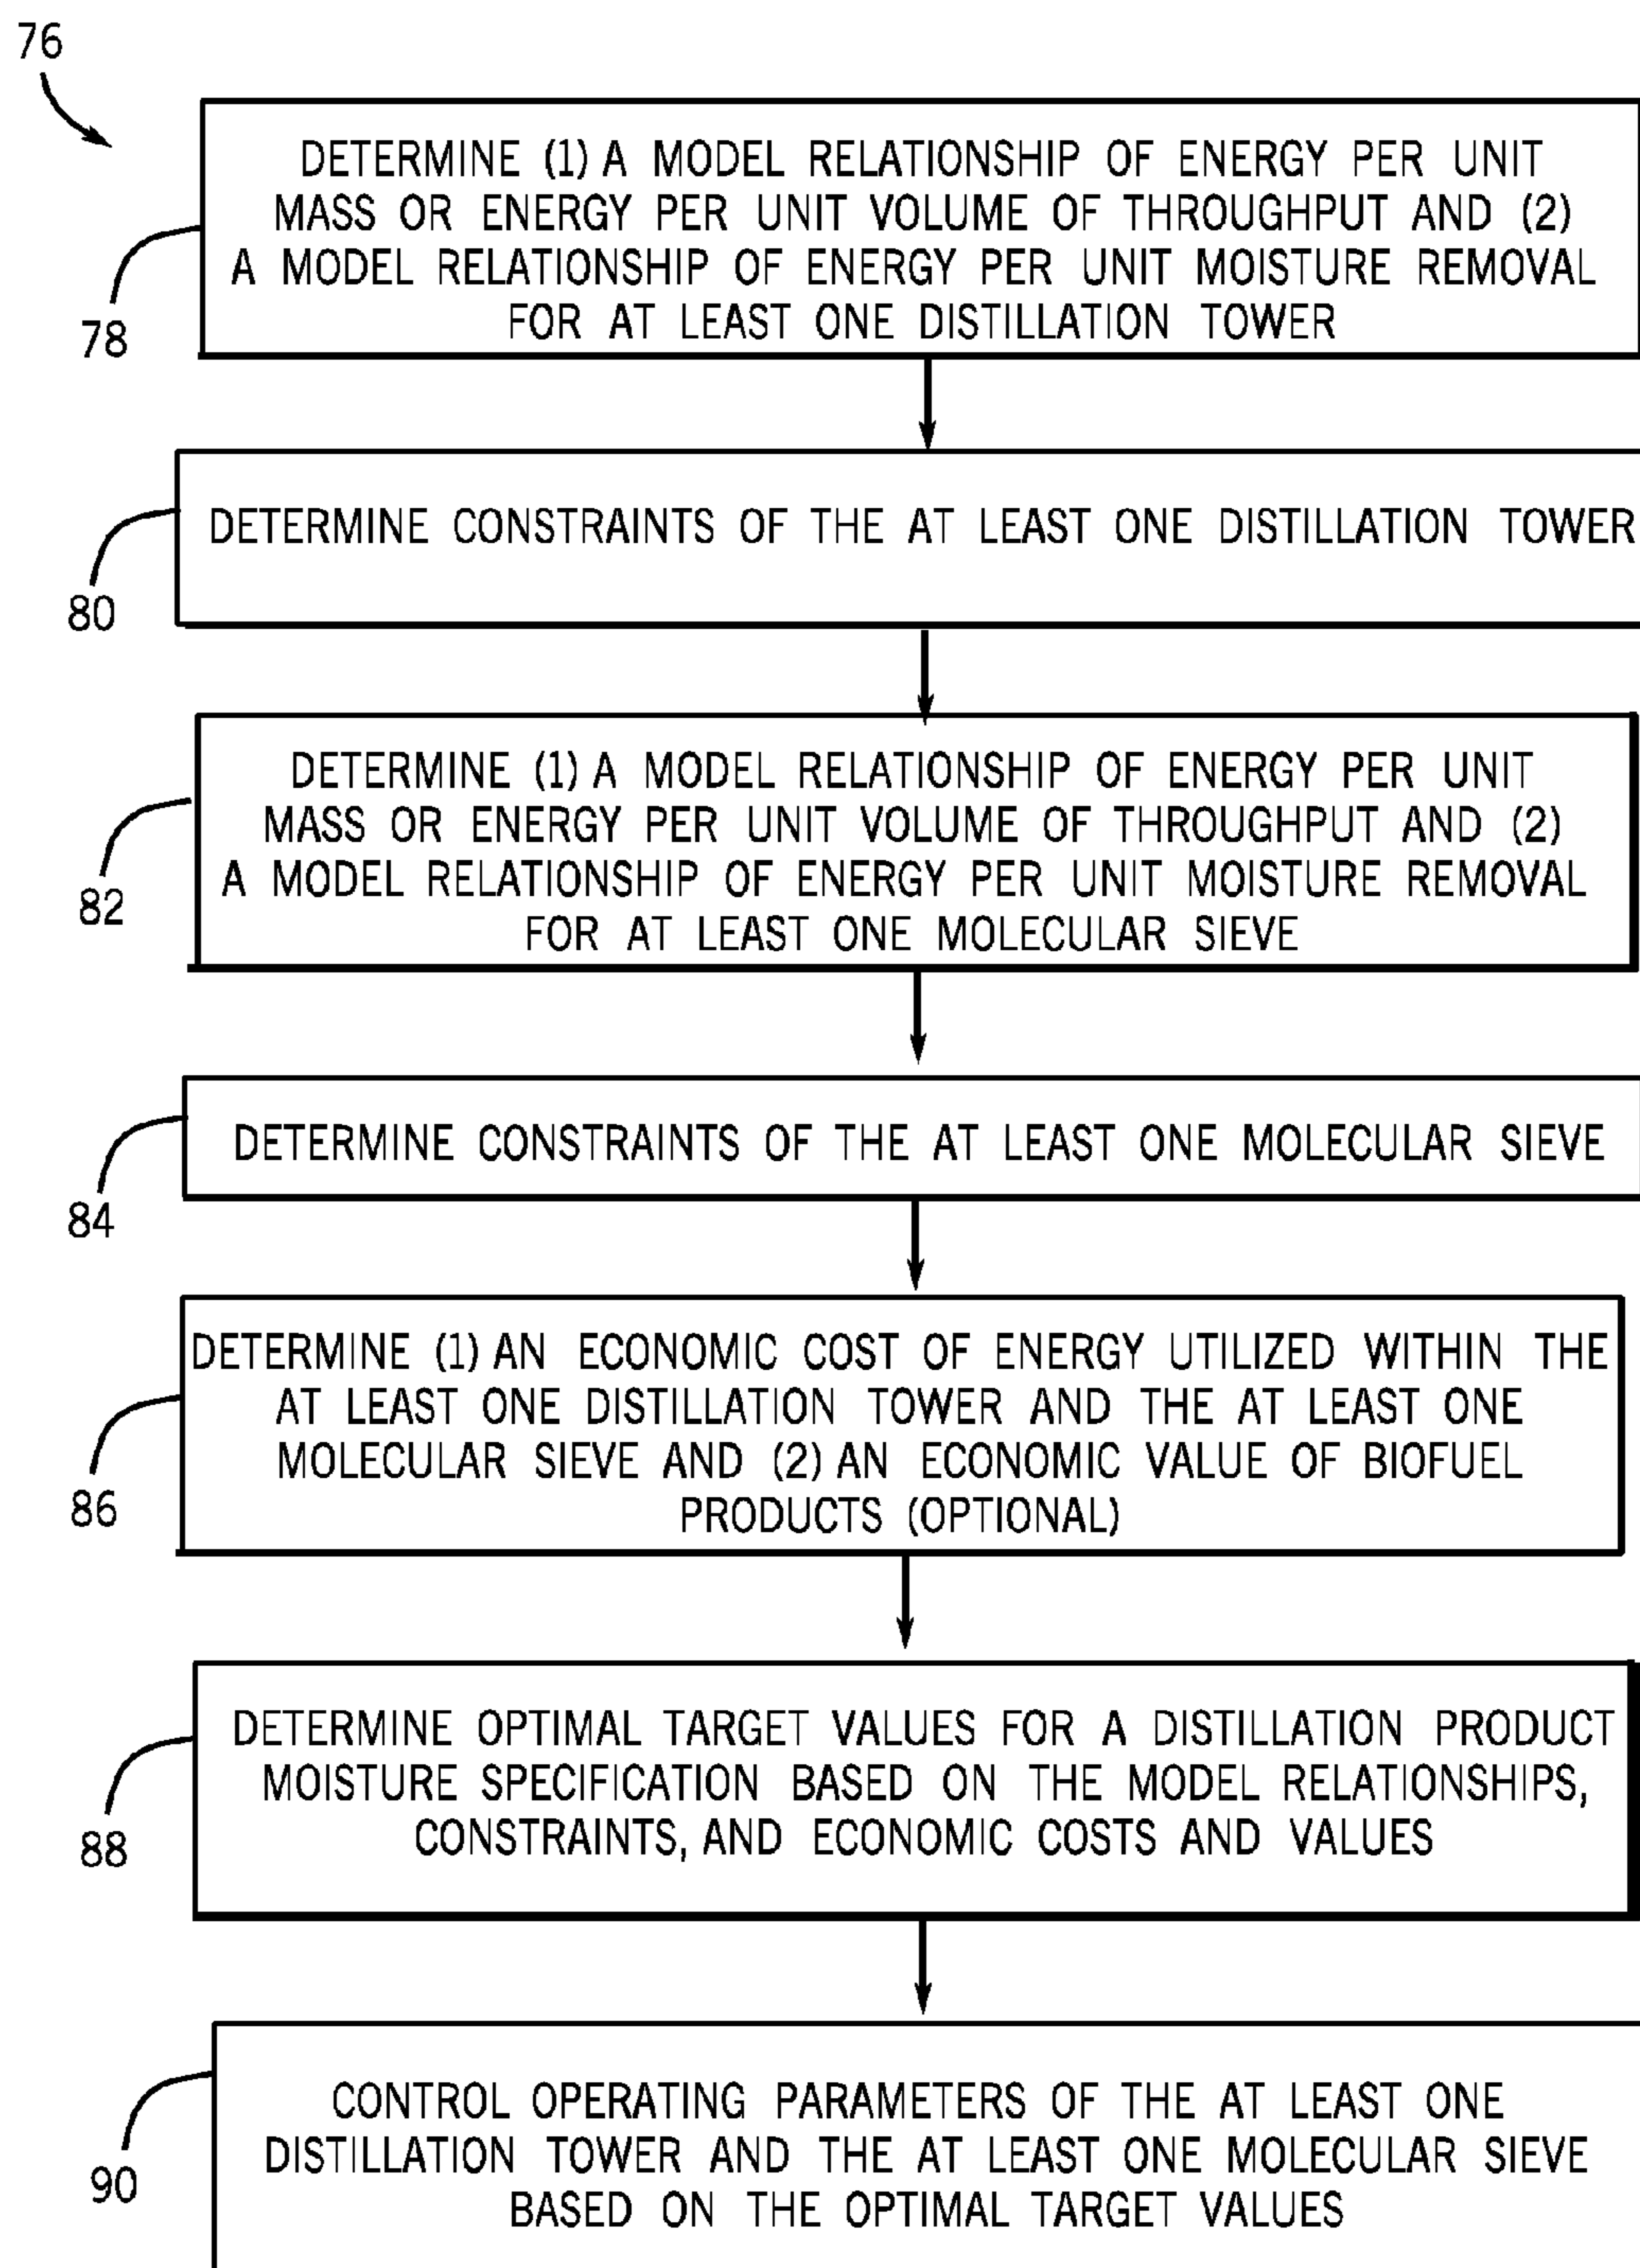 76
DETERMINE (1) A MODEL RELATIONSHIP OF ENERGY PER UNIT
MASS OR ENERGY PER UNIT VOLUME OF THROUGHPUT AND (2)
A MODEL RELATIONSHIP OF ENERGY PER UNIT MOISTURE REMOVAL
FOR AT LEAST ONE DISTILLATION TOWER
78
DETERMINE CONSTRAINTS OF THE AT LEAST ONE DISTILLATION TOWER
80
DETERMINE (1) A MODEL RELATIONSHIP OF ENERGY PER UNIT
MASS OR ENERGY PER UNIT VOLUME OF THROUGHPUT AND (2)
A MODEL RELATIONSHIP OF ENERGY PER UNIT MOISTURE REMOVAL
FOR AT LEAST ONE MOLECULAR SIEVE
82
DETERMINE CONSTRAINTS OF THE AT LEAST ONE MOLECULAR SIEVE
84
DETERMINE (1) AN ECONOMIC COST OF ENERGY UTILIZED WITHIN THE
AT LEAST ONE DISTILLATION TOWER AND THE AT LEAST ONE
MOLECULAR SIEVE AND (2) AN ECONOMIC VALUE OF BIOFUEL
PRODUCTS (OPTIONAL)
86
DETERMINE OPTIMAL TARGET VALUES FOR A DISTILLATION PRODUCT
MOISTURE SPECIFICATION BASED ON THE MODEL RELATIONSHIPS,
CONSTRAINTS, AND ECONOMIC COSTS AND VALUES
88
CONTROL OPERATING PARAMETERS OF THE AT LEAST ONE
DISTILLATION TOWER AND THE AT LEAST ONE MOLECULAR SIEVE
BASED ON THE OPTIMAL TARGET VALUES
90